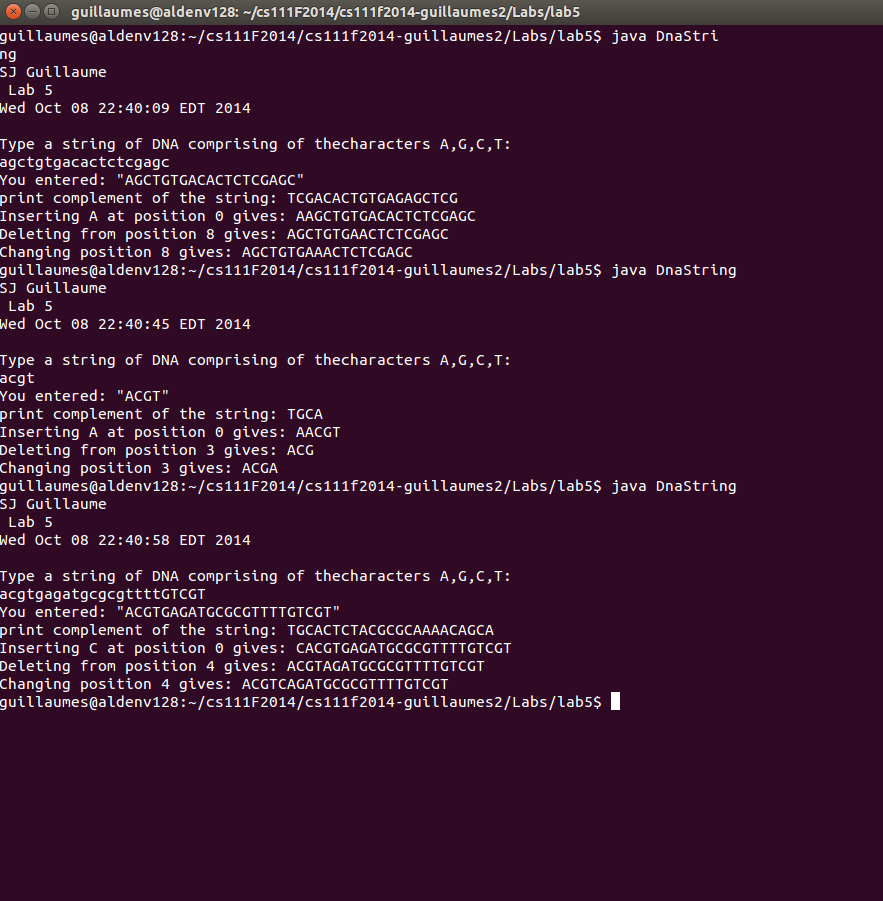 guillaumes@aldenv128: ~/cs111F2014/cs111f2014-guillaumes2/Labs/lab5
guillaumes@aldenv128:~/cs111F2014/cs111f2014-guillaumes2/Labs/lab5$ java DnaStri
ng
SJ Guillaume
 Lab 5
Wed Oct 08 22:40:09 EDT 2014

Type a string of DNA comprising of thecharacters A,G,C,T:
agctgtgacactctcgagc
You entered: "AGCTGTGACACTCTCGAGC"
print complement of the string: TCGACACTGTGAGAGCTCG
Inserting A at position 0 gives: AAGCTGTGACACTCTCGAGC
Deleting from position 8 gives: AGCTGTGAACTCTCGAGC
Changing position 8 gives: AGCTGTGAAACTCTCGAGC
guillaumes@aldenv128:~/cs111F2014/cs111f2014-guillaumes2/Labs/lab5$ java DnaString
SJ Guillaume
 Lab 5
Wed Oct 08 22:40:45 EDT 2014

Type a string of DNA comprising of thecharacters A,G,C,T:
acgt
You entered: "ACGT"
print complement of the string: TGCA
Inserting A at position 0 gives: AACGT
Deleting from position 3 gives: ACG
Changing position 3 gives: ACGA
guillaumes@aldenv128:~/cs111F2014/cs111f2014-guillaumes2/Labs/lab5$ java DnaString
SJ Guillaume
 Lab 5
Wed Oct 08 22:40:58 EDT 2014

Type a string of DNA comprising of thecharacters A,G,C,T:
acgtgagatgcgcgttttGTCGT
You entered: "ACGTGAGATGCGCGTTTTGTCGT"
print complement of the string: TGCACTCTACGCGCAAAACAGCA
Inserting C at position 0 gives: CACGTGAGATGCGCGTTTTGTCGT
Deleting from position 4 gives: ACGTAGATGCGCGTTTTGTCGT
Changing position 4 gives: ACGTCAGATGCGCGTTTTGTCGT
guillaumes@aldenv128:~/cs111F2014/cs111f2014-guillaumes2/Labs/lab5$